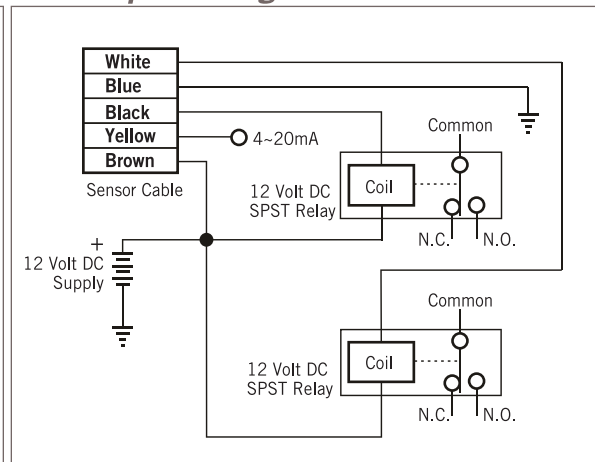 White
Blue
Black
Yellow
Brown
Sensor Cable
4~20mA
Common
Coil
12 Volt DC
SPST Relay
N.C.
N.O.
+
12 Volt DC
Supply
Common
Coil
12 Volt DC
SPST Relay
N.C.
N.O.